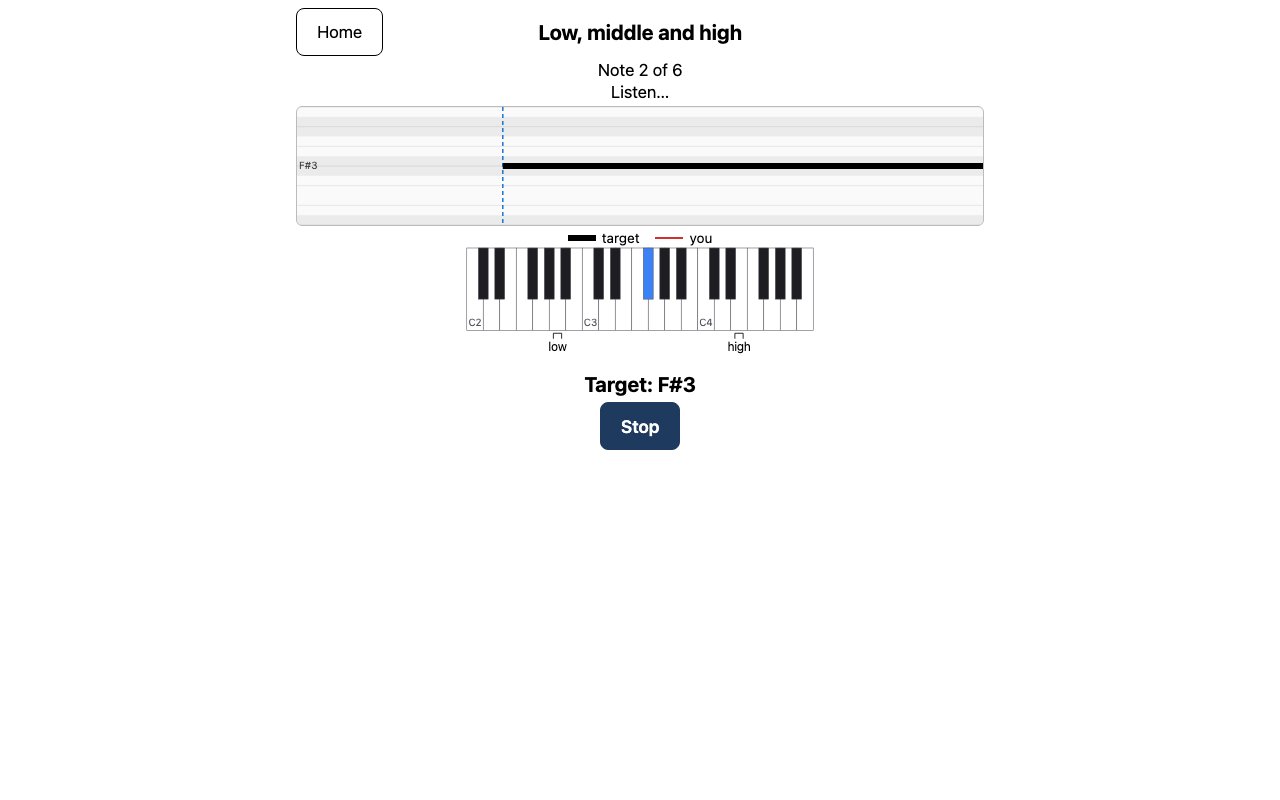 Home
Low, middle and high
Note 2 of 6
Listen...
F#3
target you
C2 C3 C4
low high
Target: F#3
Stop